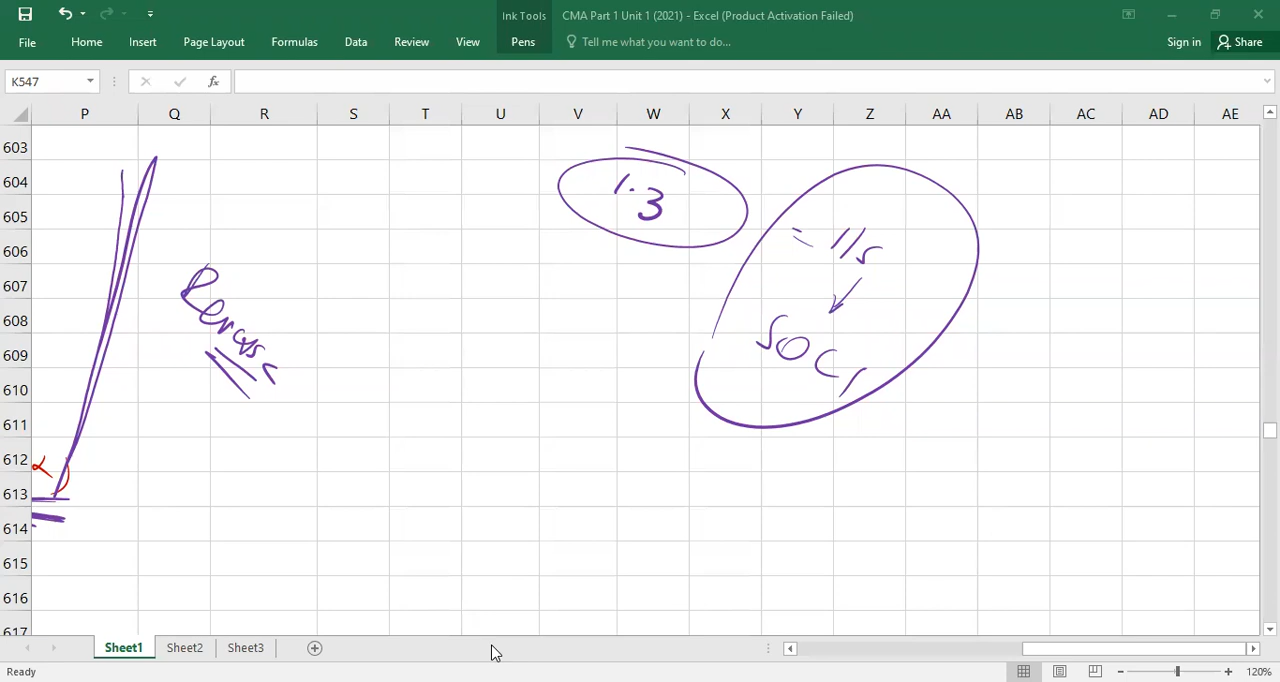 Ink Tools
CMA Part 1 Unit 1 (2021) - Excel (Product Activation Failed)
File Home Insert Page Layout Formulas Data Review View Pens Tell me what you want to do... Sign in Share
K547 fx
P Q R S T U V W X Y Z AA AB AC AD AE
603
604
605
606
607
608
609
610
611
612
613
614
615
616
617
1.3
Sheet1 Sheet2 Sheet3
Ready 120%